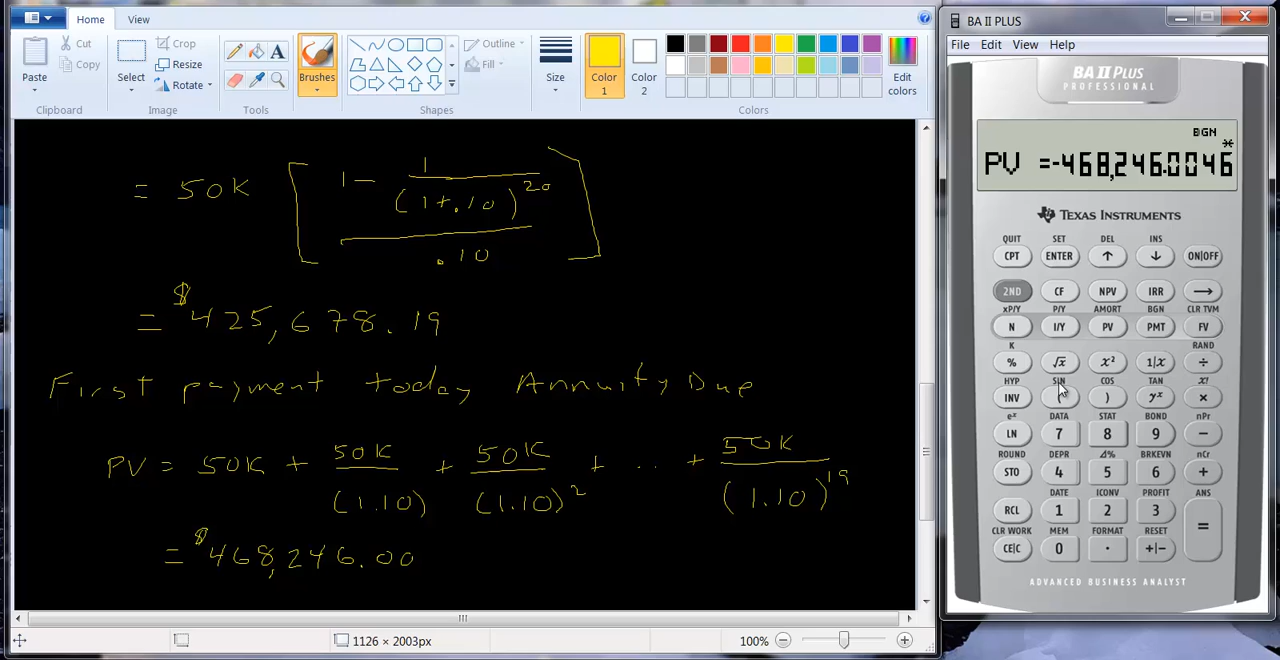 Home View
BA II PLUS
Cut
Copy
Paste
Clipboard
Select
Crop
Resize
Rotate
Image
A
Tools
Brushes
Outline
Fill
Shapes
Size
Color
1
Color
2
Edit
colors
Colors
= 50K [ 1 - 1
(1+.10)20
.10 ]
= $425,678.19
First payment today Annuity Due
PV = 50K + 50K + 50K + ... + 50K
(1.10) (1.10)2 (1.10)19
= $468,246.00
1126 × 2003px
100%
File Edit View Help
BA II PLUS
PROFESSIONAL
BGN
*
PV =-468,246.0046
TEXAS INSTRUMENTS
QUIT SET DEL INS
CPT ENTER ↑ ↓ ON|OFF
2ND CF NPV IRR →
xP/Y P/Y AMORT BGN CLR TVM
N I/Y PV PMT FV
K RAND
% √x x² 1|x ÷
HYP SIN COS TAN x!
INV ( ) yx ×
ex DATA STAT BOND nPr
LN 7 8 9 −
ROUND DEPR Δ% BRKEVN nCr
STO 4 5 6 +
DATE ICONV PROFIT ANS
RCL 1 2 3 =
CLR WORK MEM FORMAT RESET
CE|C 0 . +|−
ADVANCED BUSINESS ANALYST